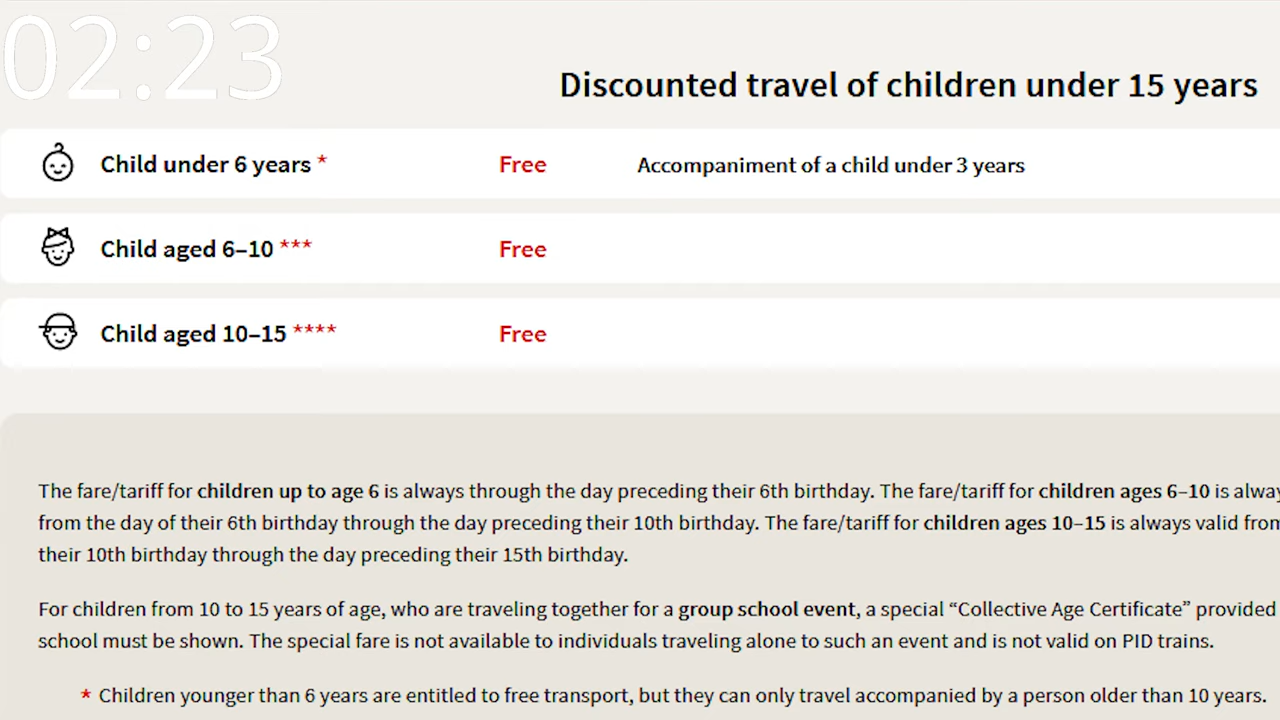 02:23
Discounted travel of children under 15 years
Child under 6 years * Free Accompaniment of a child under 3 years
Child aged 6–10 *** Free
Child aged 10–15 **** Free
The fare/tariff for children up to age 6 is always through the day preceding their 6th birthday. The fare/tariff for children ages 6–10 is
from the day of their 6th birthday through the day preceding their 10th birthday. The fare/tariff for children ages 10–15 is always valid
their 10th birthday through the day preceding their 15th birthday.
For children from 10 to 15 years of age, who are traveling together for a group school event, a special “Collective Age Certificate” provided
school must be shown. The special fare is not available to individuals traveling alone to such an event and is not valid on PID trains.
* Children younger than 6 years are entitled to free transport, but they can only travel accompanied by a person older than 10 years.